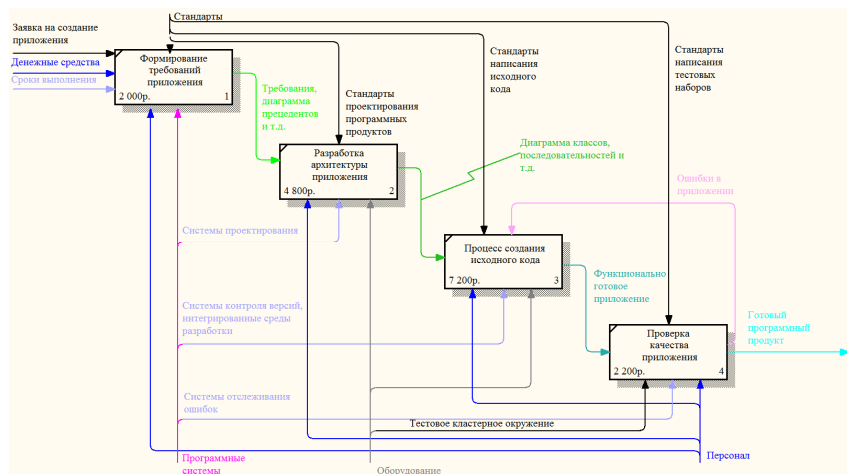 Стандарты
Заявка на создание
приложения
Денежные средства
Сроки выполнения
Формирование
требований
приложения
2 000р. 1
Стандарты
написания
исходного
кода
Стандарты
написания
тестовых
наборов
Требования,
диаграмма
прецедентов
и т.д.
Стандарты
проектирования
программных
продуктов
Разработка
архитектуры
приложения
4 800р. 2
Диаграмма классов,
последовательностей и
т.д.
Ошибки в
приложении
Системы проектирования
Процесс создания
исходного кода
7 200р. 3
Функционально
готовое
приложение
Системы контроля версий,
интегрированные среды
разработки
Готовый
программный
продукт
Проверка
качества
приложения
2 200р. 4
Системы отслеживания
ошибок
Тестовое кластерное окружение
Программные
системы
Оборудование
Персонал